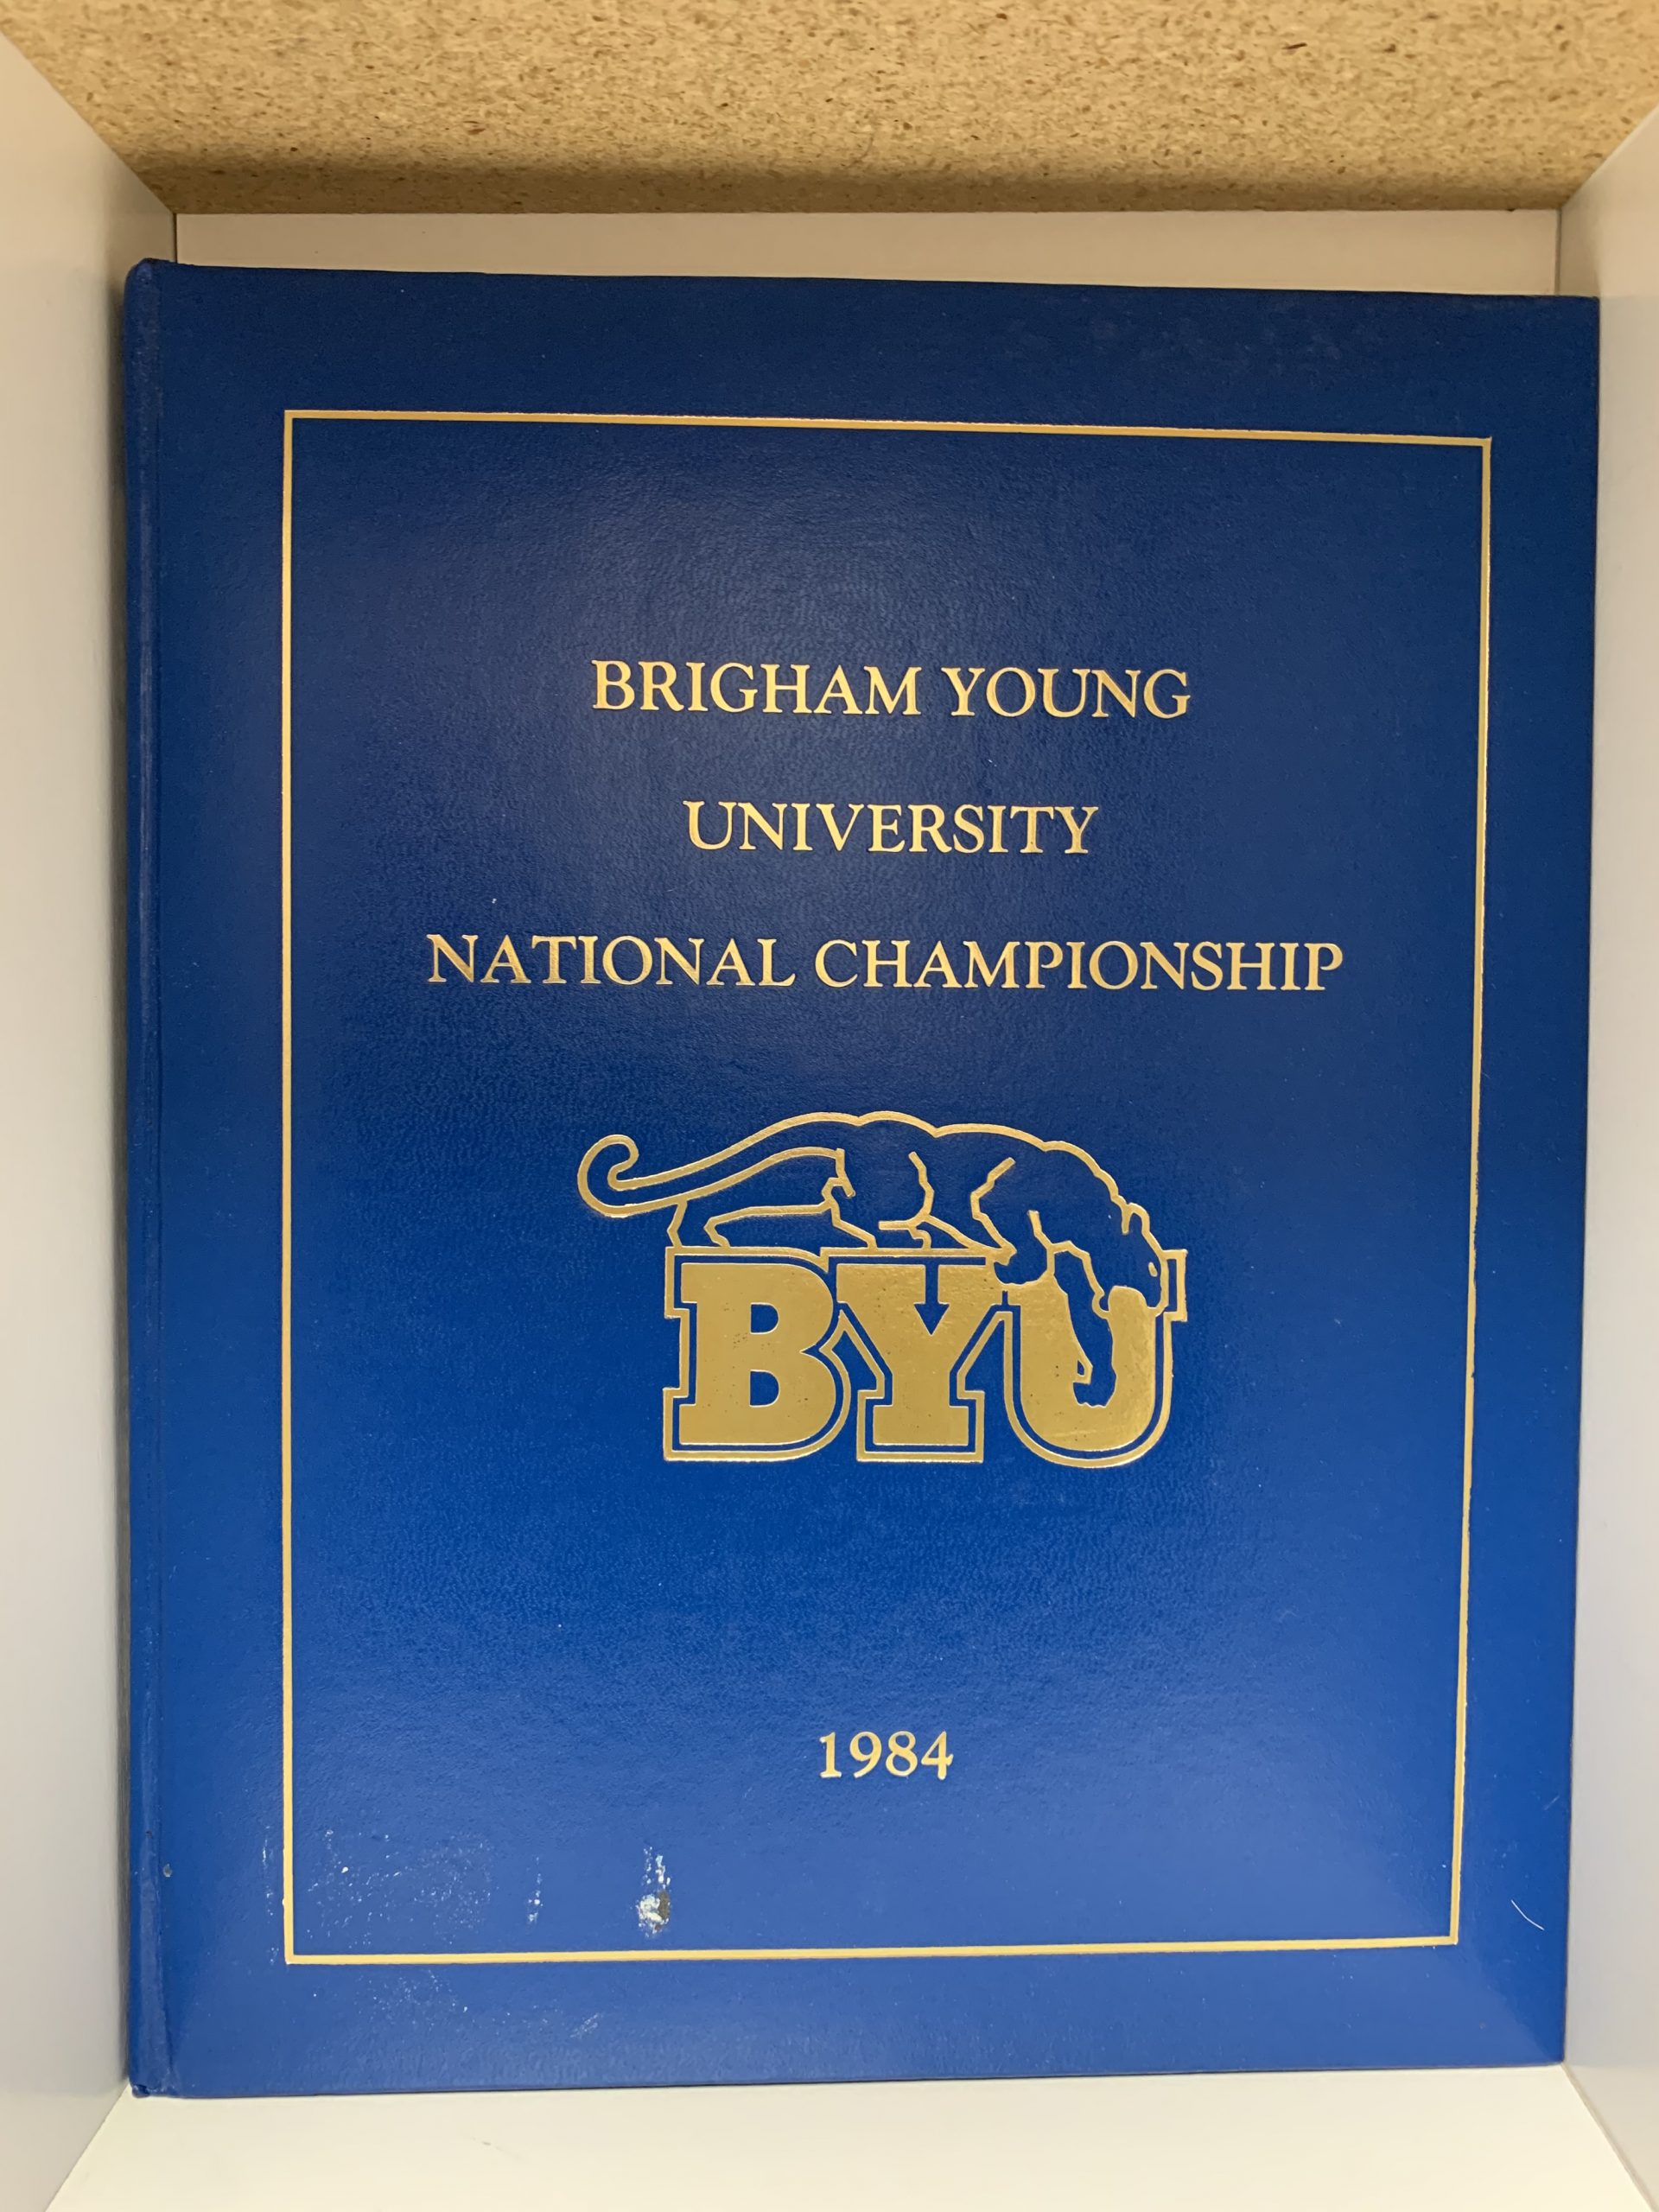 BRIGHAM YOUNG
UNIVERSITY
NATIONAL CHAMPIONSHIP
BYU
1984